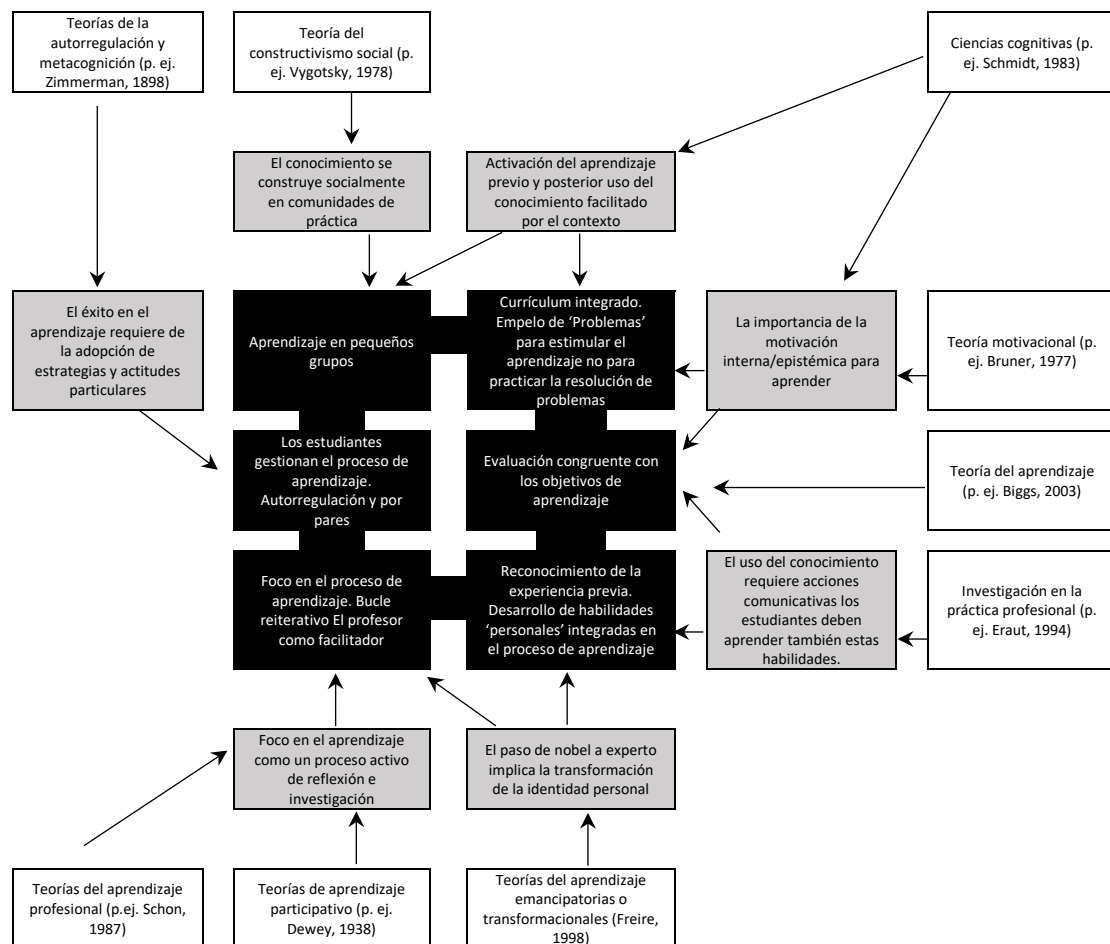 Teorías de la
autorregulación y
metacognición (p. ej.
Zimmerman, 1898)
Teoría del
constructivismo social (p.
ej. Vygotsky, 1978)
Ciencias cognitivas (p.
ej. Schmidt, 1983)
El conocimiento se
construye socialmente
en comunidades de
práctica
Activación del aprendizaje
previo y posterior uso del
conocimiento facilitado
por el contexto
El éxito en el
aprendizaje requiere de
la adopción de
estrategias y actitudes
particulares
Aprendizaje en pequeños
grupos
Currículum integrado.
Empelo de ‘Problemas’
para estimular el
aprendizaje no para
practicar la resolución de
problemas
La importancia de la
motivación
interna/epistémica para
aprender
Teoría motivacional (p.
ej. Bruner, 1977)
Los estudiantes
gestionan el proceso de
aprendizaje.
Autorregulación y por
pares
Evaluación congruente con
los objetivos de
aprendizaje
Teoría del aprendizaje
(p. ej. Biggs, 2003)
Foco en el proceso de
aprendizaje. Bucle
reiterativo El profesor
como facilitador
Reconocimiento de la
experiencia previa.
Desarrollo de habilidades
‘personales’ integradas en
el proceso de aprendizaje
El uso del conocimiento
requiere acciones
comunicativas los
estudiantes deben
aprender también estas
habilidades.
Investigación en la
práctica profesional (p.
ej. Eraut, 1994)
Foco en el aprendizaje
como un proceso activo
de reflexión e
investigación
El paso de nobel a experto
implica la transformación
de la identidad personal
Teorías del aprendizaje
profesional (p.ej. Schon,
1987)
Teorías de aprendizaje
participativo (p. ej.
Dewey, 1938)
Teorías del aprendizaje
emancipatorias o
transformacionales (Freire,
1998)